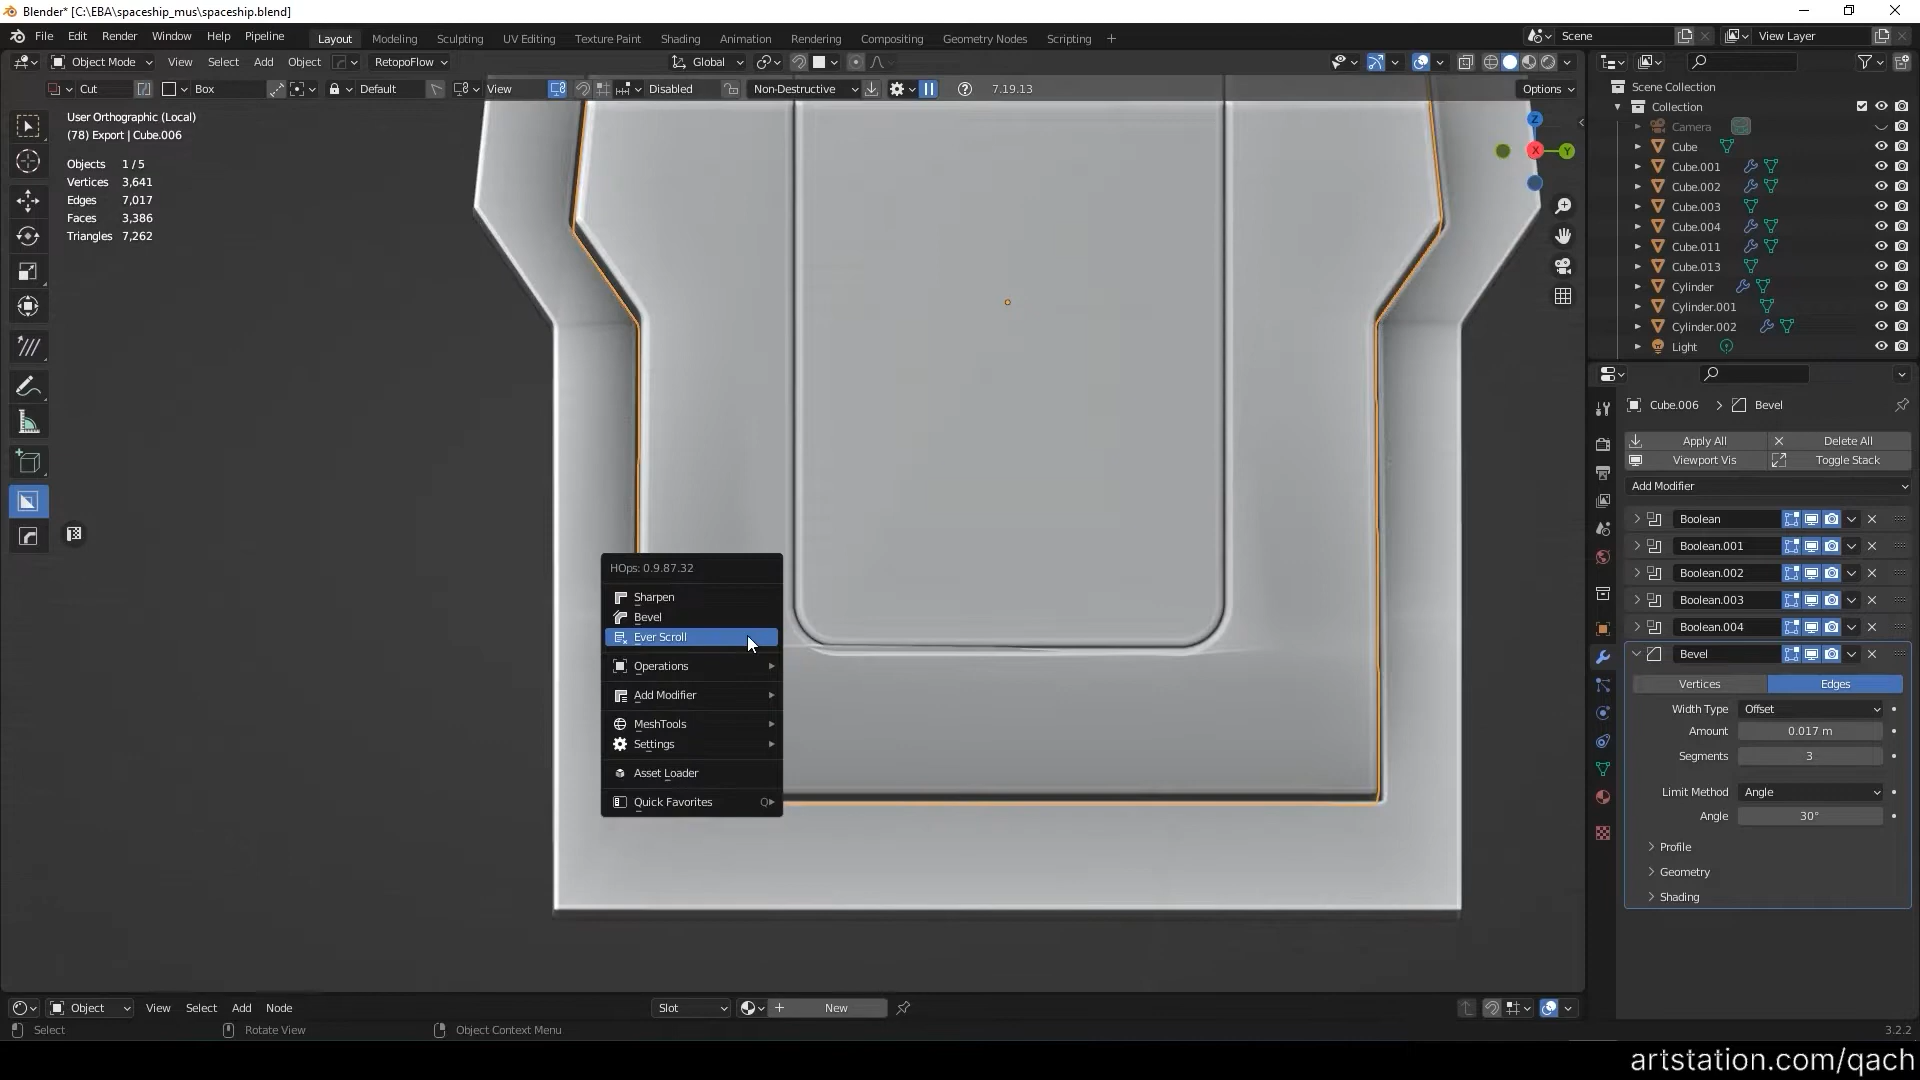 Blender* [C:\EBA\spaceship_mus\spaceship.blend]
File Edit Render Window Help Pipeline Layout Modeling Sculpting UV Editing Texture Paint Shading Animation Rendering Compositing Geometry Nodes Scripting + Scene View Layer
Object Mode View Select Add Object RetopoFlow Global
Cut Box Default View Disabled Non-Destructive 7.19.13 Options
User Orthographic (Local)
(78) Export | Cube.006
Objects 1 / 5
Vertices 3,641
Edges 7,017
Faces 3,386
Triangles 7,262
Z
X
Y
HOps: 0.9.87.32
Sharpen
Bevel
Ever Scroll
Operations
Add Modifier
MeshTools
Settings
Asset Loader
Quick Favorites Q
Scene Collection
Collection
Camera
Cube
Cube.001
Cube.002
Cube.003
Cube.004
Cube.011
Cube.013
Cylinder
Cylinder.001
Cylinder.002
Light
Cube.006 > Bevel
Apply All Delete All
Viewport Vis Toggle Stack
Add Modifier
Boolean
Boolean.001
Boolean.002
Boolean.003
Boolean.004
Bevel
Vertices Edges
Width Type Offset
Amount 0.017 m
Segments 3
Limit Method Angle
Angle 30°
Profile
Geometry
Shading
Object View Select Add Node Slot New
Select Rotate View Object Context Menu 3.2.2
artstation.com/qach